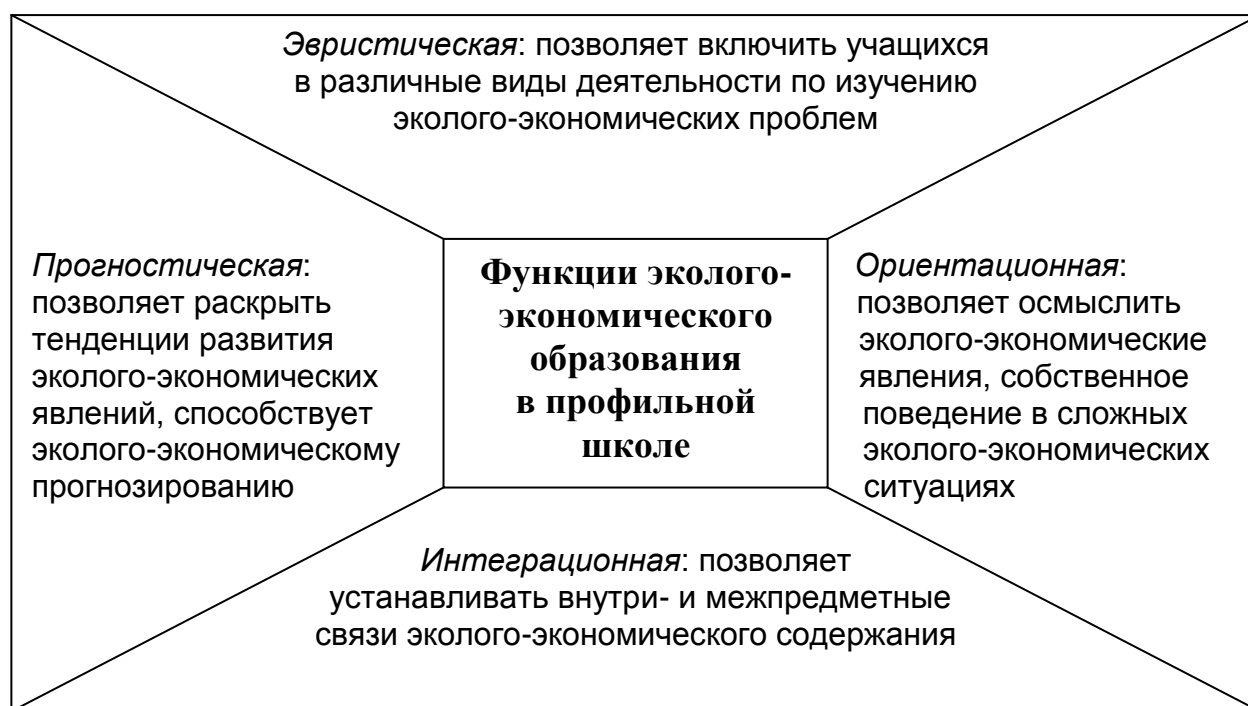 Эвристическая: позволяет включить учащихся
в различные виды деятельности по изучению
эколого-экономических проблем
Прогностическая:
позволяет раскрыть
тенденции развития
эколого-экономических
явлений, способствует
эколого-экономическому
прогнозированию
Функции эколого-
экономического
образования
в профильной
школе
Ориентационная:
позволяет осмыслить
эколого-экономические
явления, собственное
поведение в сложных
эколого-экономических
ситуациях
Интеграционная: позволяет
устанавливать внутри- и межпредметные
связи эколого-экономического содержания